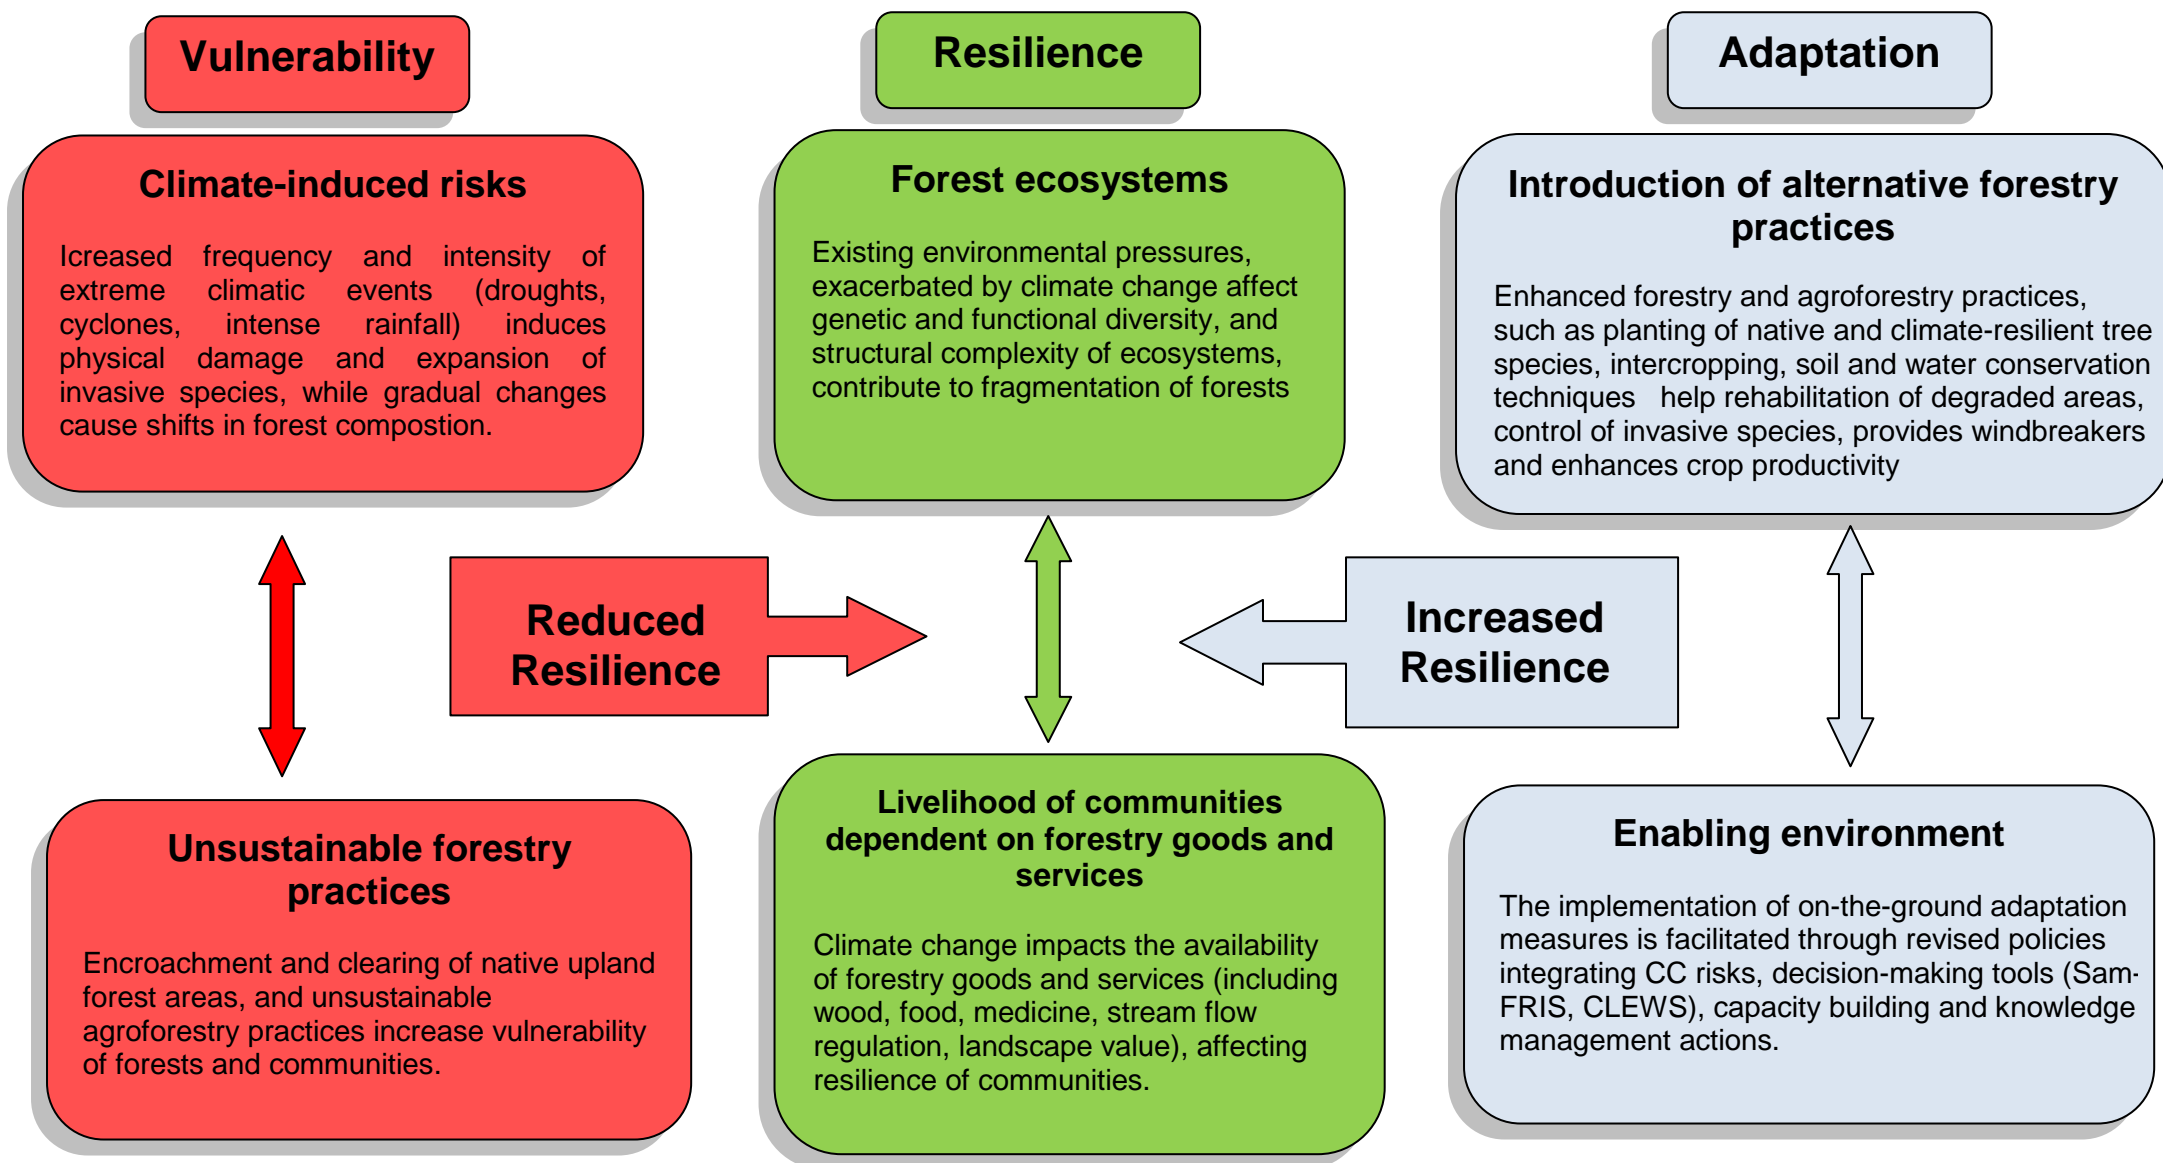 Vulnerability
Climate-induced risks
Icreased frequency and intensity of
extreme climatic events (droughts,
cyclones, intense rainfall) induces
physical damage and expansion of
invasive species, while gradual changes
cause shifts in forest compostion.
Unsustainable forestry
practices
Encroachment and clearing of native upland
forest areas, and unsustainable
agroforestry practices increase vulnerability
of forests and communities.
Reduced
Resilience
Resilience
Forest ecosystems
Existing environmental pressures,
exacerbated by climate change affect
genetic and functional diversity, and
structural complexity of ecosystems,
contribute to fragmentation of forests
Livelihood of communities
dependent on forestry goods and
services
Climate change impacts the availability
of forestry goods and services (including
wood, food, medicine, stream flow
regulation, landscape value), affecting
resilience of communities.
Increased
Resilience
Adaptation
Introduction of alternative forestry
practices
Enhanced forestry and agroforestry practices,
such as planting of native and climate-resilient tree
species, intercropping, soil and water conservation
techniques help rehabilitation of degraded areas,
control of invasive species, provides windbreakers
and enhances crop productivity
Enabling environment
The implementation of on-the-ground adaptation
measures is facilitated through revised policies
integrating CC risks, decision-making tools (Sam-
FRIS, CLEWS), capacity building and knowledge
management actions.